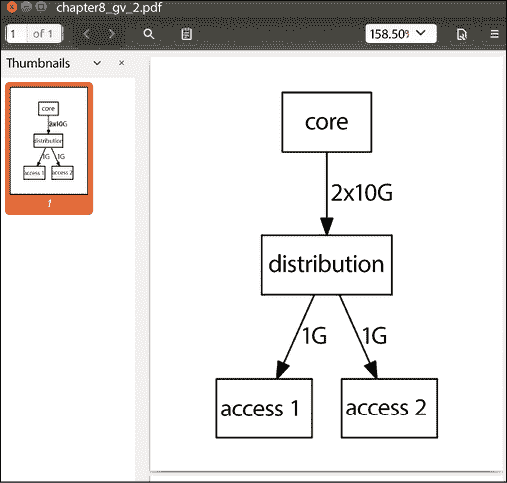 chapter8_gv_2.pdf
1 of 1
158.50%
Thumbnails
core
2x10G
distribution
1G 1G
access 1 access 2
1
core
2x10G
distribution
1G 1G
access 1 access 2